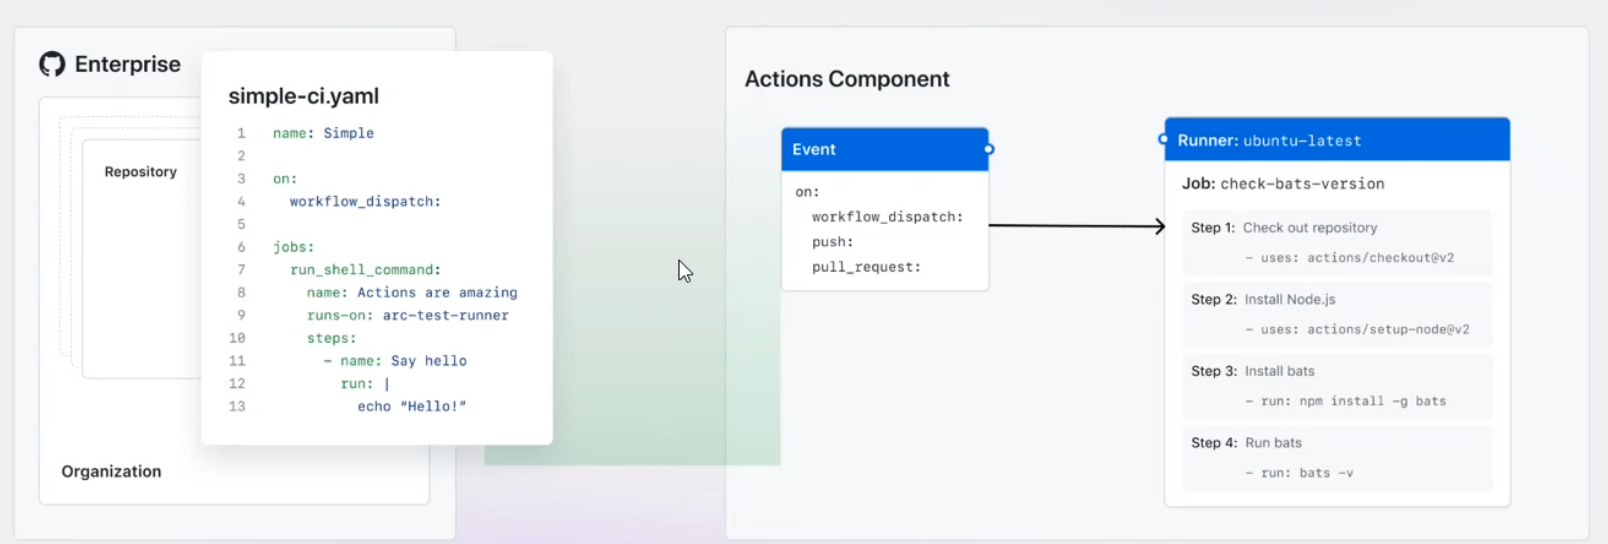 Enterprise
Repository
Organization
simple-ci.yaml
1 name: Simple
2
3 on:
4 workflow_dispatch:
5
6 jobs:
7 run_shell_command:
8 name: Actions are amazing
9 runs-on: arc-test-runner
10 steps:
11 - name: Say hello
12 run: |
13 echo “Hello!”
Actions Component
Event
on:
workflow_dispatch:
push:
pull_request:
Runner: ubuntu-latest
Job: check-bats-version
Step 1: Check out repository
- uses: actions/checkout@v2
Step 2: Install Node.js
- uses: actions/setup-node@v2
Step 3: Install bats
- run: npm install -g bats
Step 4: Run bats
- run: bats -v